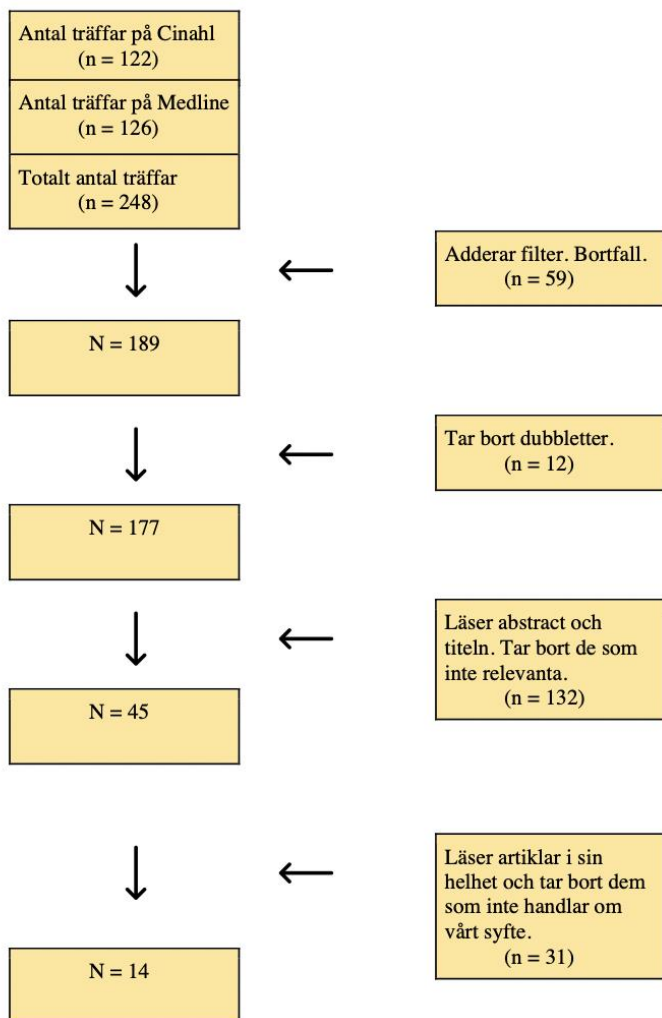 Antal träffar på Cinahl
(n = 122)
Antal träffar på Medline
(n = 126)
Totalt antal träffar
(n = 248)
Adderar filter. Bortfall.
(n = 59)
N = 189
Tar bort dubbletter.
(n = 12)
N = 177
Läser abstract och
titeln. Tar bort de som
inte relevanta.
(n = 132)
N = 45
Läser artiklar i sin
helhet och tar bort dem
som inte handlar om
vårt syfte.
(n = 31)
N = 14